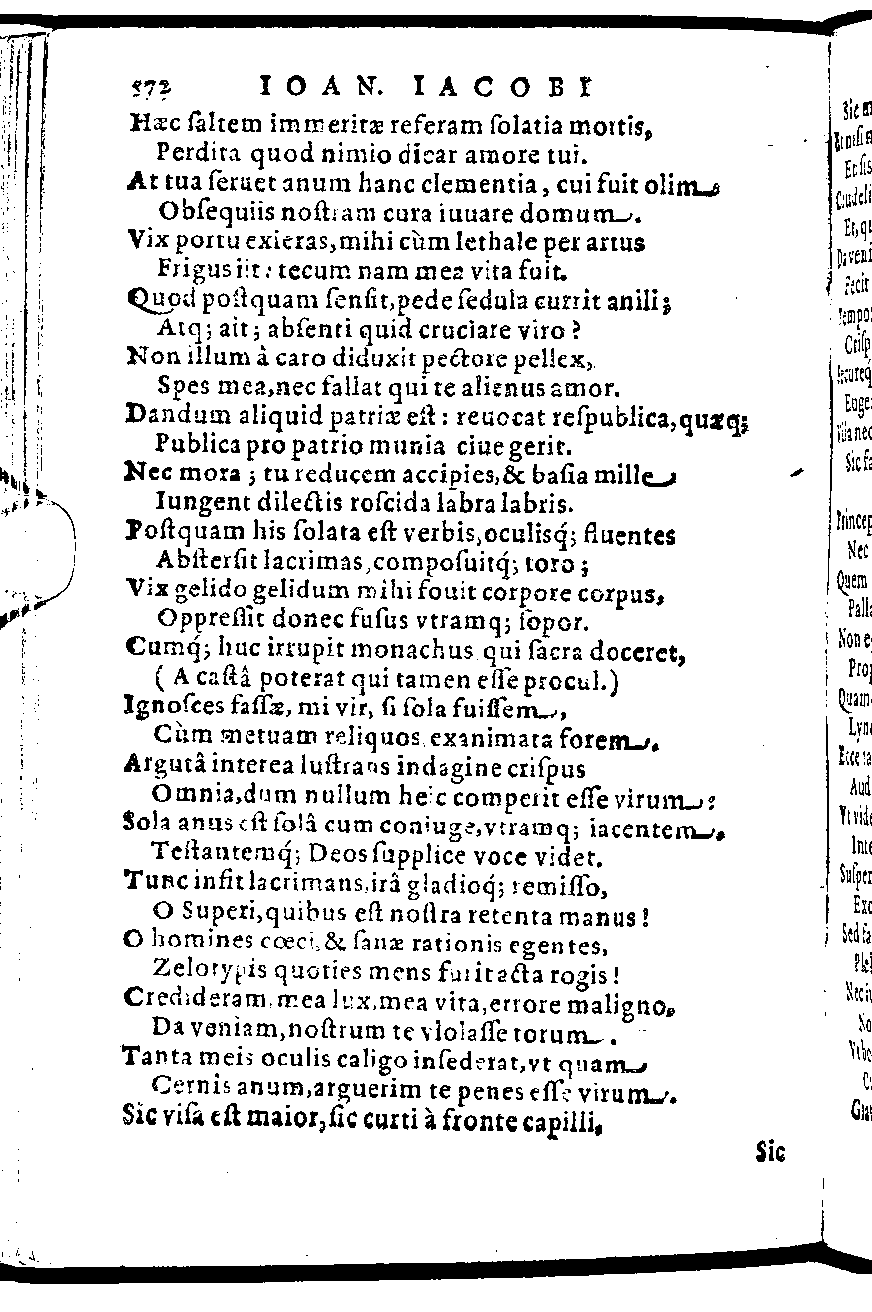 572 IOAN. IACOBI
Hæc ſaltem immeritæ referam ſolatia mortis,
Perdita quod nimio dicar amore tui.
At tua ſeruet anum hanc clementia, cui fuit olim,
Obſequiis noſtram cura iuuare domum.
Vix portu exieras, mihi cùm lethale per artus
Frigus iit: tecum nam mea vita fuit.
Quod poſtquam ſenſit, pede ſedula currit anili;
Atq; ait; abſenti quid cruciare viro?
Non illum â caro diduxit pectore pellex,
Spes mea, nec fallat qui te alienus amor.
Dandum aliquid patriæ eſt: reuocat reſpublica, quæq;
Publica pro patrio munia ciue gerit.
Nec mora; tu reducem accipies, & baſia mille
Iungent dilectis roſcida labra labris.
Poſtquam his ſolata eſt verbis, oculisq́; fluentes
Abſterſit lacrimas, compoſuitq́; toro;
Vix gelido gelidum mihi fouit corpore corpus,
Oppreſſit donec fuſus vtramq; ſopor.
Cumq́; huc irrupit monachus qui ſacra doceret,
( A caſtâ poterat qui tamen eſſe procul.)
Ignoſces faſſæ, mi vir, ſi ſola fuiſſem,
Cùm metuam reliquos, exanimata forem.
Argutâ interea luſtrans indagine criſpus
Omnia, dum nullum heic comperit eſſe virum:
Sola anus eſt ſolâ cum coniuge, vtramq; iacentem,
Teſtantemq́; Deos ſupplice voce videt.
Tunc infit lacrimans, irâ gladioq́; remiſſo,
O Superi, quibus eſt noſtra retenta manus!
O homines cœci, & ſanæ rationis egentes,
Zelotypis quoties mens furit acta rogis!
Credideram, mea lux, mea vita, errore maligno,
Da veniam, noſtrum te violaſſe torum.
Tanta meis oculis caligo inſederat, vt quam
Cernis anum, arguerim te penes eſſe virum.
Sic viſa eſt maior, ſic curti à fronte capilli,
Sic